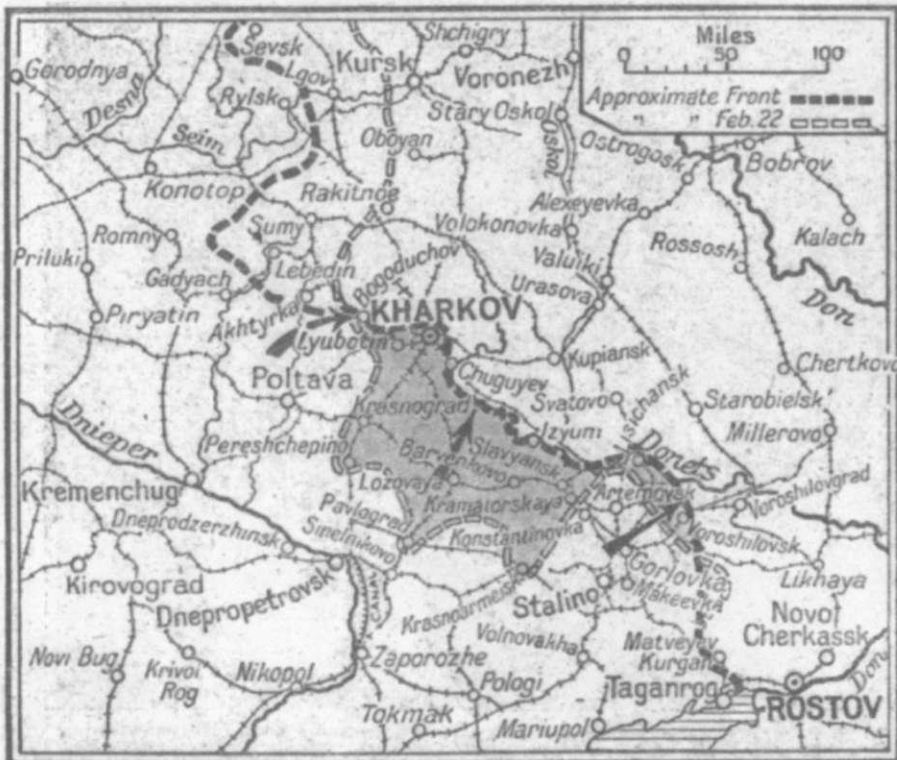 Miles
0 50 100
Approximate Front
" " Feb. 22
Sevsk
Shchigry
Gorodnya
Lgov
Kursk
Voronezh
Desna
Rylsk
Stary Oskol
Seim
Oboyan
Oskol
Ostrogosk
Bobrov
Konotop
Rakitnoe
Alexeyevka
Romny
Sumy
Volokonovka
Rossosh
Kalach
Priluki
Lebedin
Valuiki
Gadyach
Bogoduchov
Urasova
Don
Piryatin
Akhtyrka
KHARKOV
Lyubotin
Kupiansk
Chertkovo
Poltava
Chuguyev
Krasnograd
Svatovo
Lisichansk
Starobielsk
Dnieper
Izyum
Donets
Millerovo
Pereshchepino
Barvenkovo
Slavyansk
Kremenchug
Lozovaya
Artemovsk
Voroshilovgrad
Kramatorskaya
Dneprodzerzhinsk
Pavlograd
Sinelnikovo
Konstantinovka
Voroshilovsk
Kirovograd
Gorlovka
Likhaya
Dnepropetrovsk
CANAL
Krasnoarmeisk
Stalino
Makeevka
Novo
Cherkassk
Novi Bug
Krivoi
Rog
Nikopol
Zaporozhe
Volnovakha
Matveyev
Kurgan
Don
Pologi
Taganrog
ROSTOV
Tokmak
Mariupol